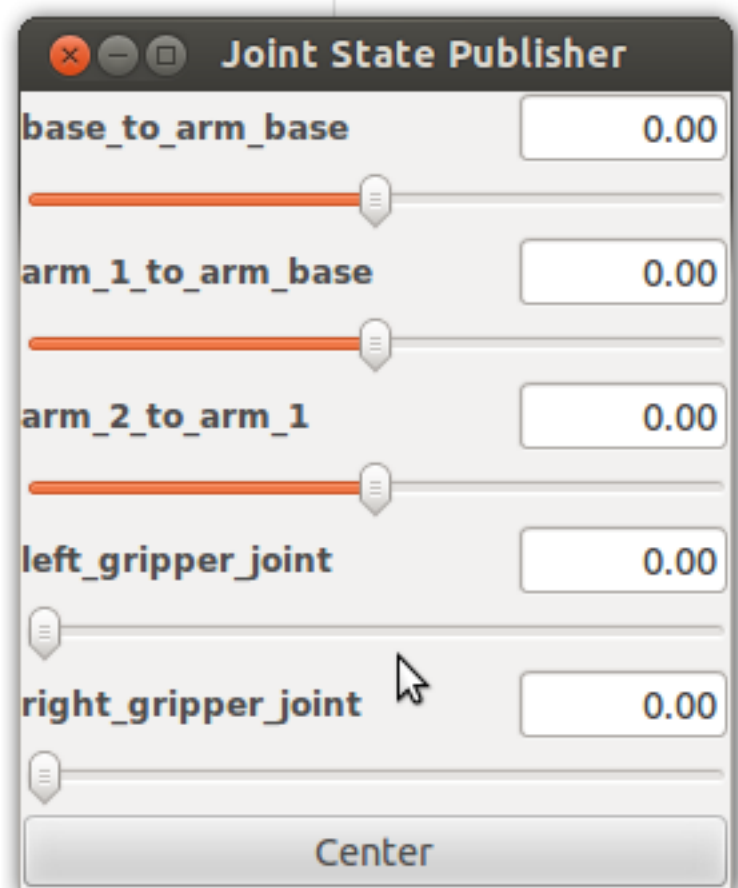 Joint State Publisher
base_to_arm_base 0.00
arm_1_to_arm_base 0.00
arm_2_to_arm_1 0.00
left_gripper_joint 0.00
right_gripper_joint 0.00
Center